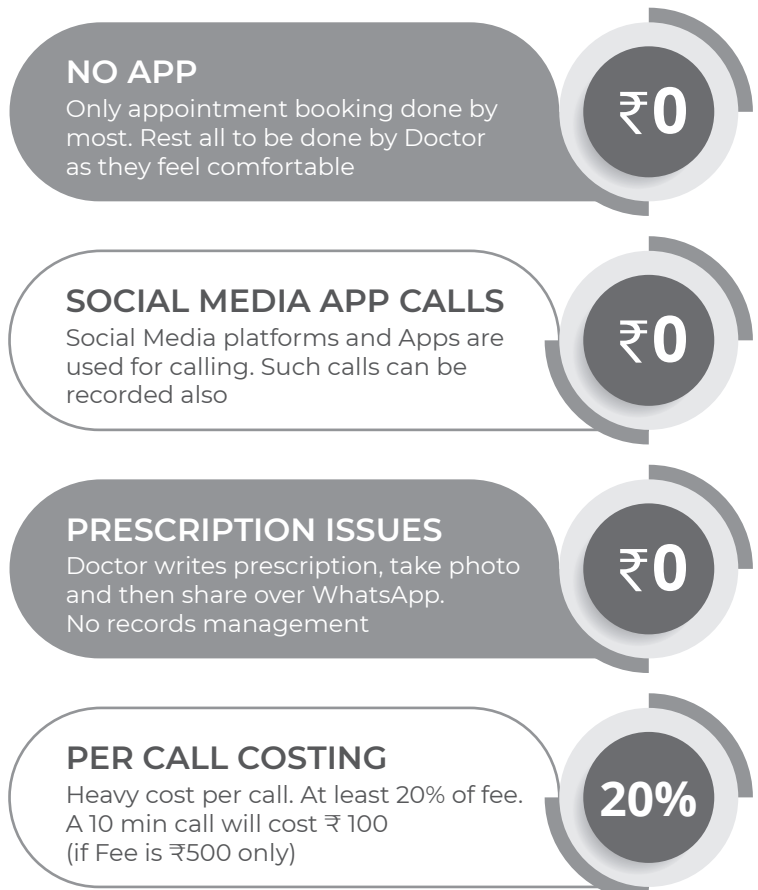 NO APP
Only appointment booking done by
most. Rest all to be done by Doctor
as they feel comfortable
₹0
SOCIAL MEDIA APP CALLS
Social Media platforms and Apps are
used for calling. Such calls can be
recorded also
₹0
PRESCRIPTION ISSUES
Doctor writes prescription, take photo
and then share over WhatsApp.
No records management
₹0
PER CALL COSTING
Heavy cost per call. At least 20% of fee.
A 10 min call will cost ₹ 100
(if Fee is ₹500 only)
20%